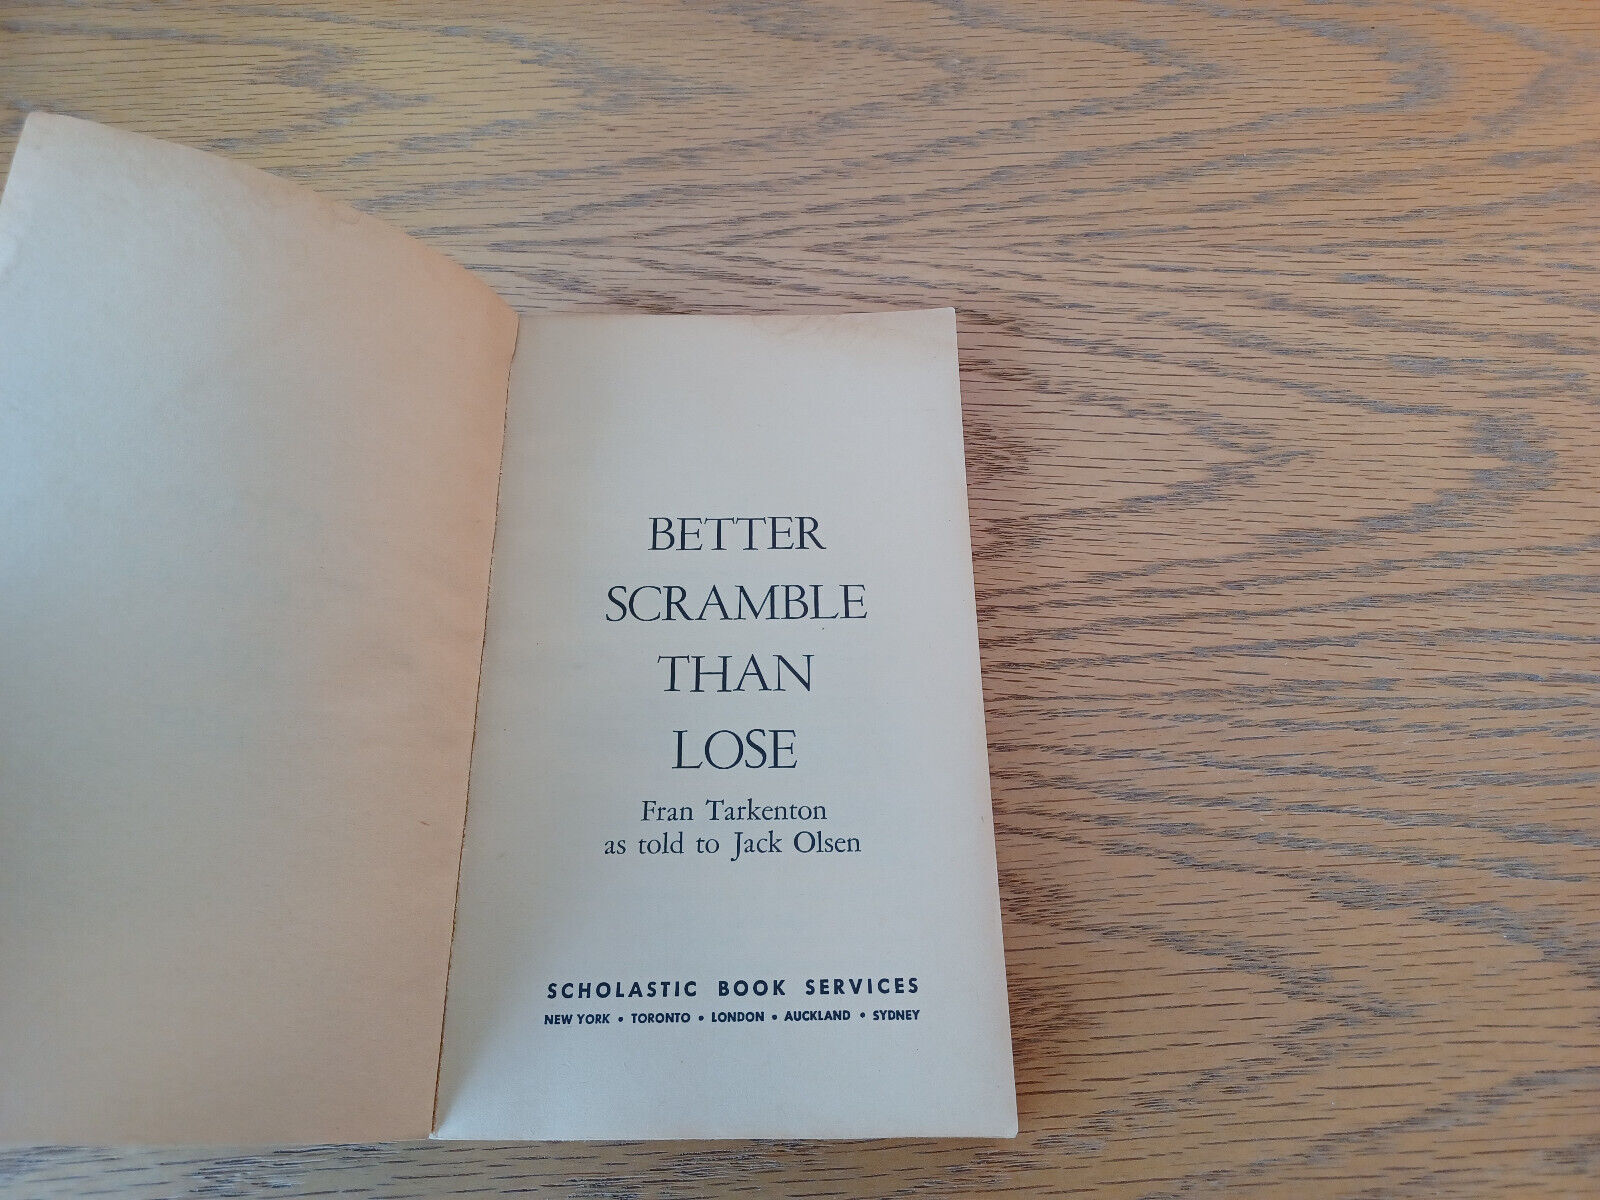 BETTER
SCRAMBLE
THAN
LOSE
Fran Tarkenton
as told to Jack Olsen
SCHOLASTIC BOOK SERVICES
NEW YORK • TORONTO • LONDON • AUCKLAND • SYDNEY